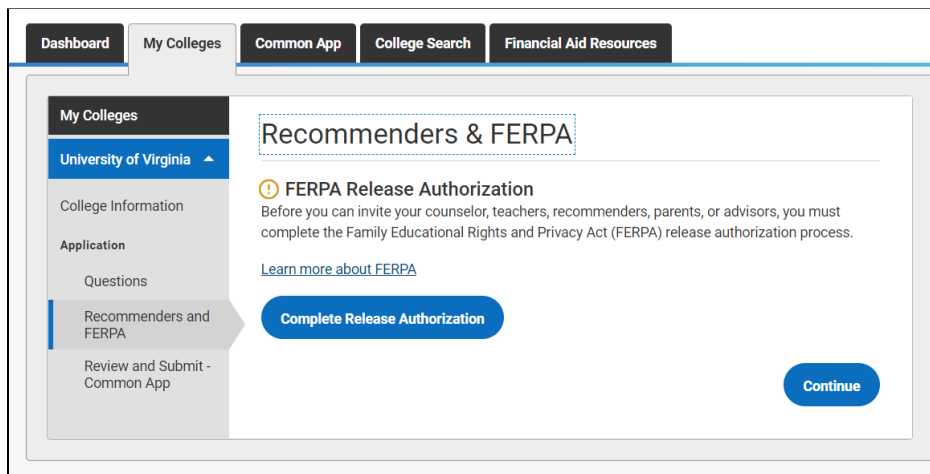 Dashboard
My Colleges
Common App
College Search
Financial Aid Resources
My Colleges
University of Virginia
College Information
Application
Questions
Recommenders and
FERPA
Review and Submit -
Common App
Recommenders & FERPA
FERPA Release Authorization
Before you can invite your counselor, teachers, recommenders, parents, or advisors, you must
complete the Family Educational Rights and Privacy Act (FERPA) release authorization process.
Learn more about FERPA
Complete Release Authorization
Continue